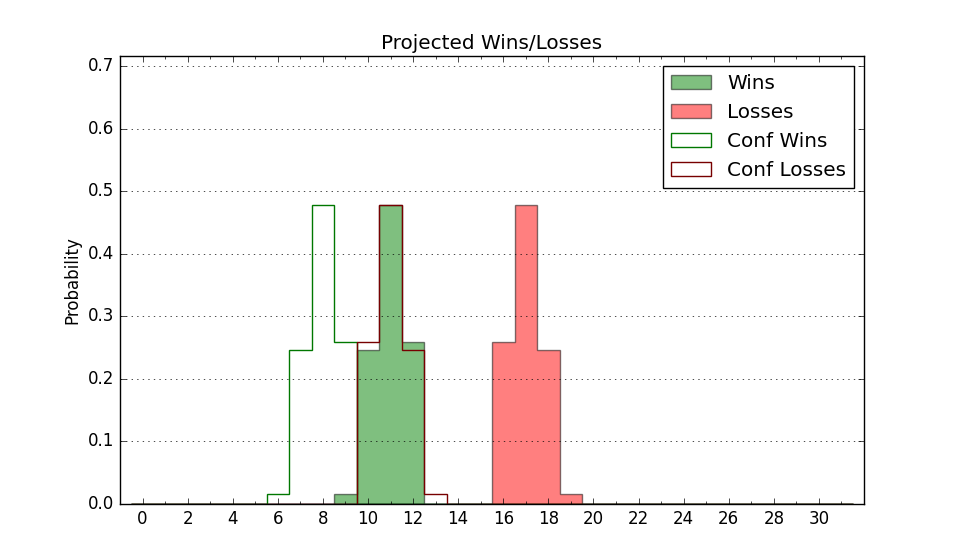 Projected Wins/Losses
0.7
0.6
0.5
0.4
0.3
0.2
0.1
0.0
Probability
Wins
Losses
Conf Wins
Conf Losses
0 2 4 6 8 10 12 14 16 18 20 22 24 26 28 30